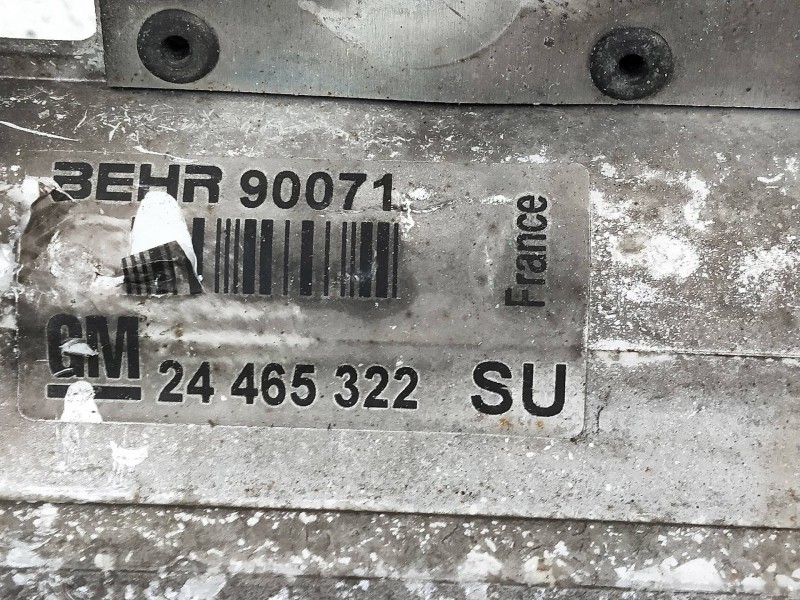 BEHR 90071
France
GM 24 465 322 SU